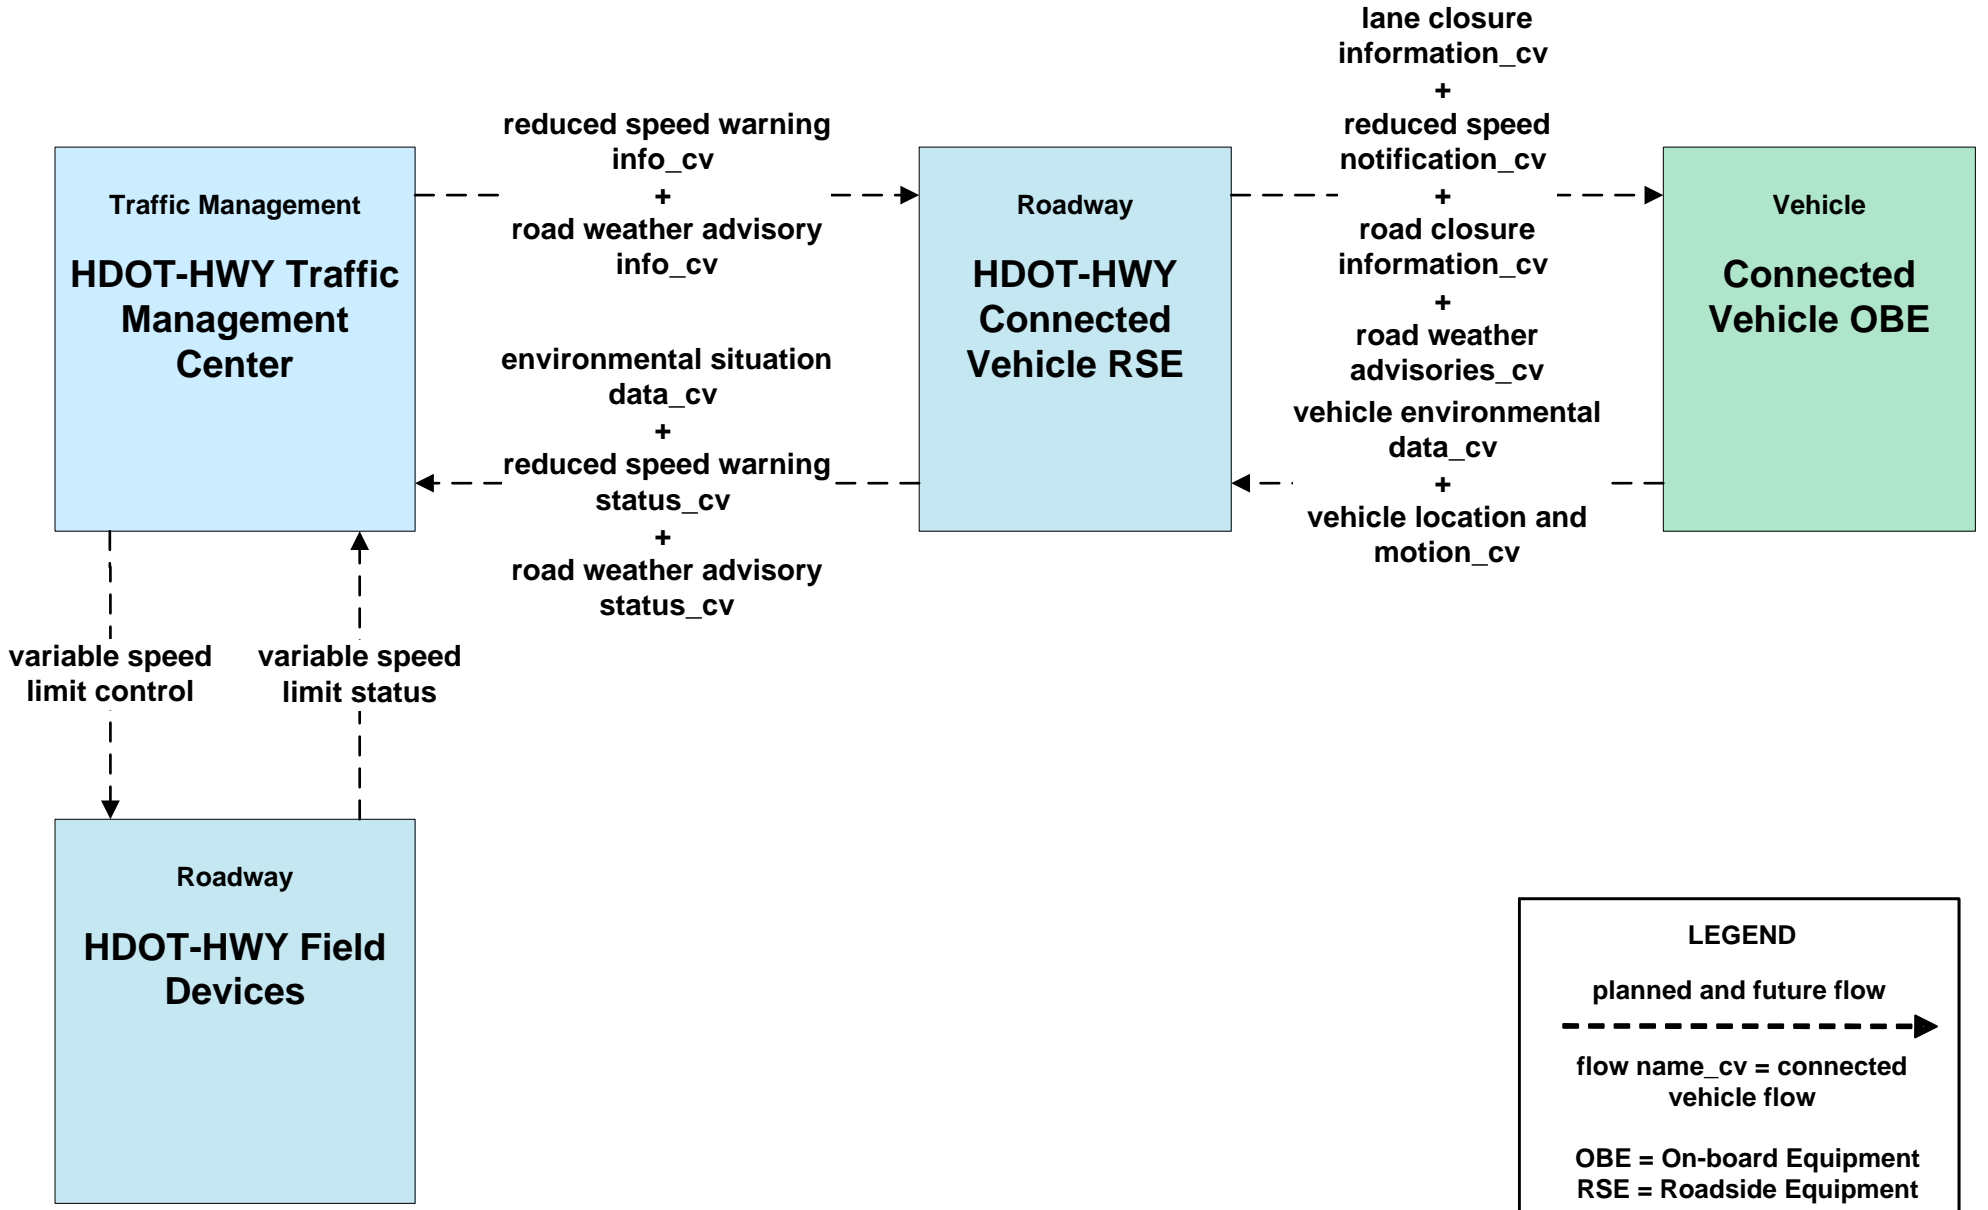 lane closure
information_cv
+
reduced speed
notification_cv
+
road closure
information_cv
+
road weather
advisories_cv
reduced speed warning
info_cv
+
road weather advisory
info_cv
Traffic Management
HDOT-HWY Traffic
Management
Center
Roadway
HDOT-HWY
Connected
Vehicle RSE
Vehicle
Connected
Vehicle OBE
environmental situation
data_cv
+
reduced speed warning
status_cv
+
road weather advisory
status_cv
vehicle environmental
data_cv
+
vehicle location and
motion_cv
variable speed
limit control
variable speed
limit status
Roadway
HDOT-HWY Field
Devices
LEGEND
planned and future flow
flow name_cv = connected
vehicle flow
OBE = On-board Equipment
RSE = Roadside Equipment